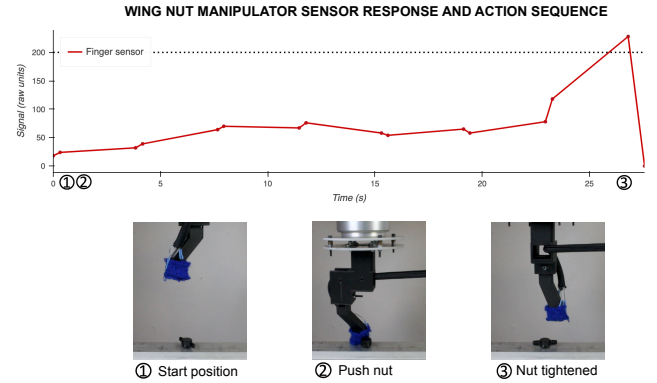 WING NUT MANIPULATOR SENSOR RESPONSE AND ACTION SEQUENCE
Signal (raw units)
200
150
100
50
0
Finger sensor
0 5 10 15 20 25
① ② ③
Time (s)
① Start position ② Push nut ③ Nut tightened